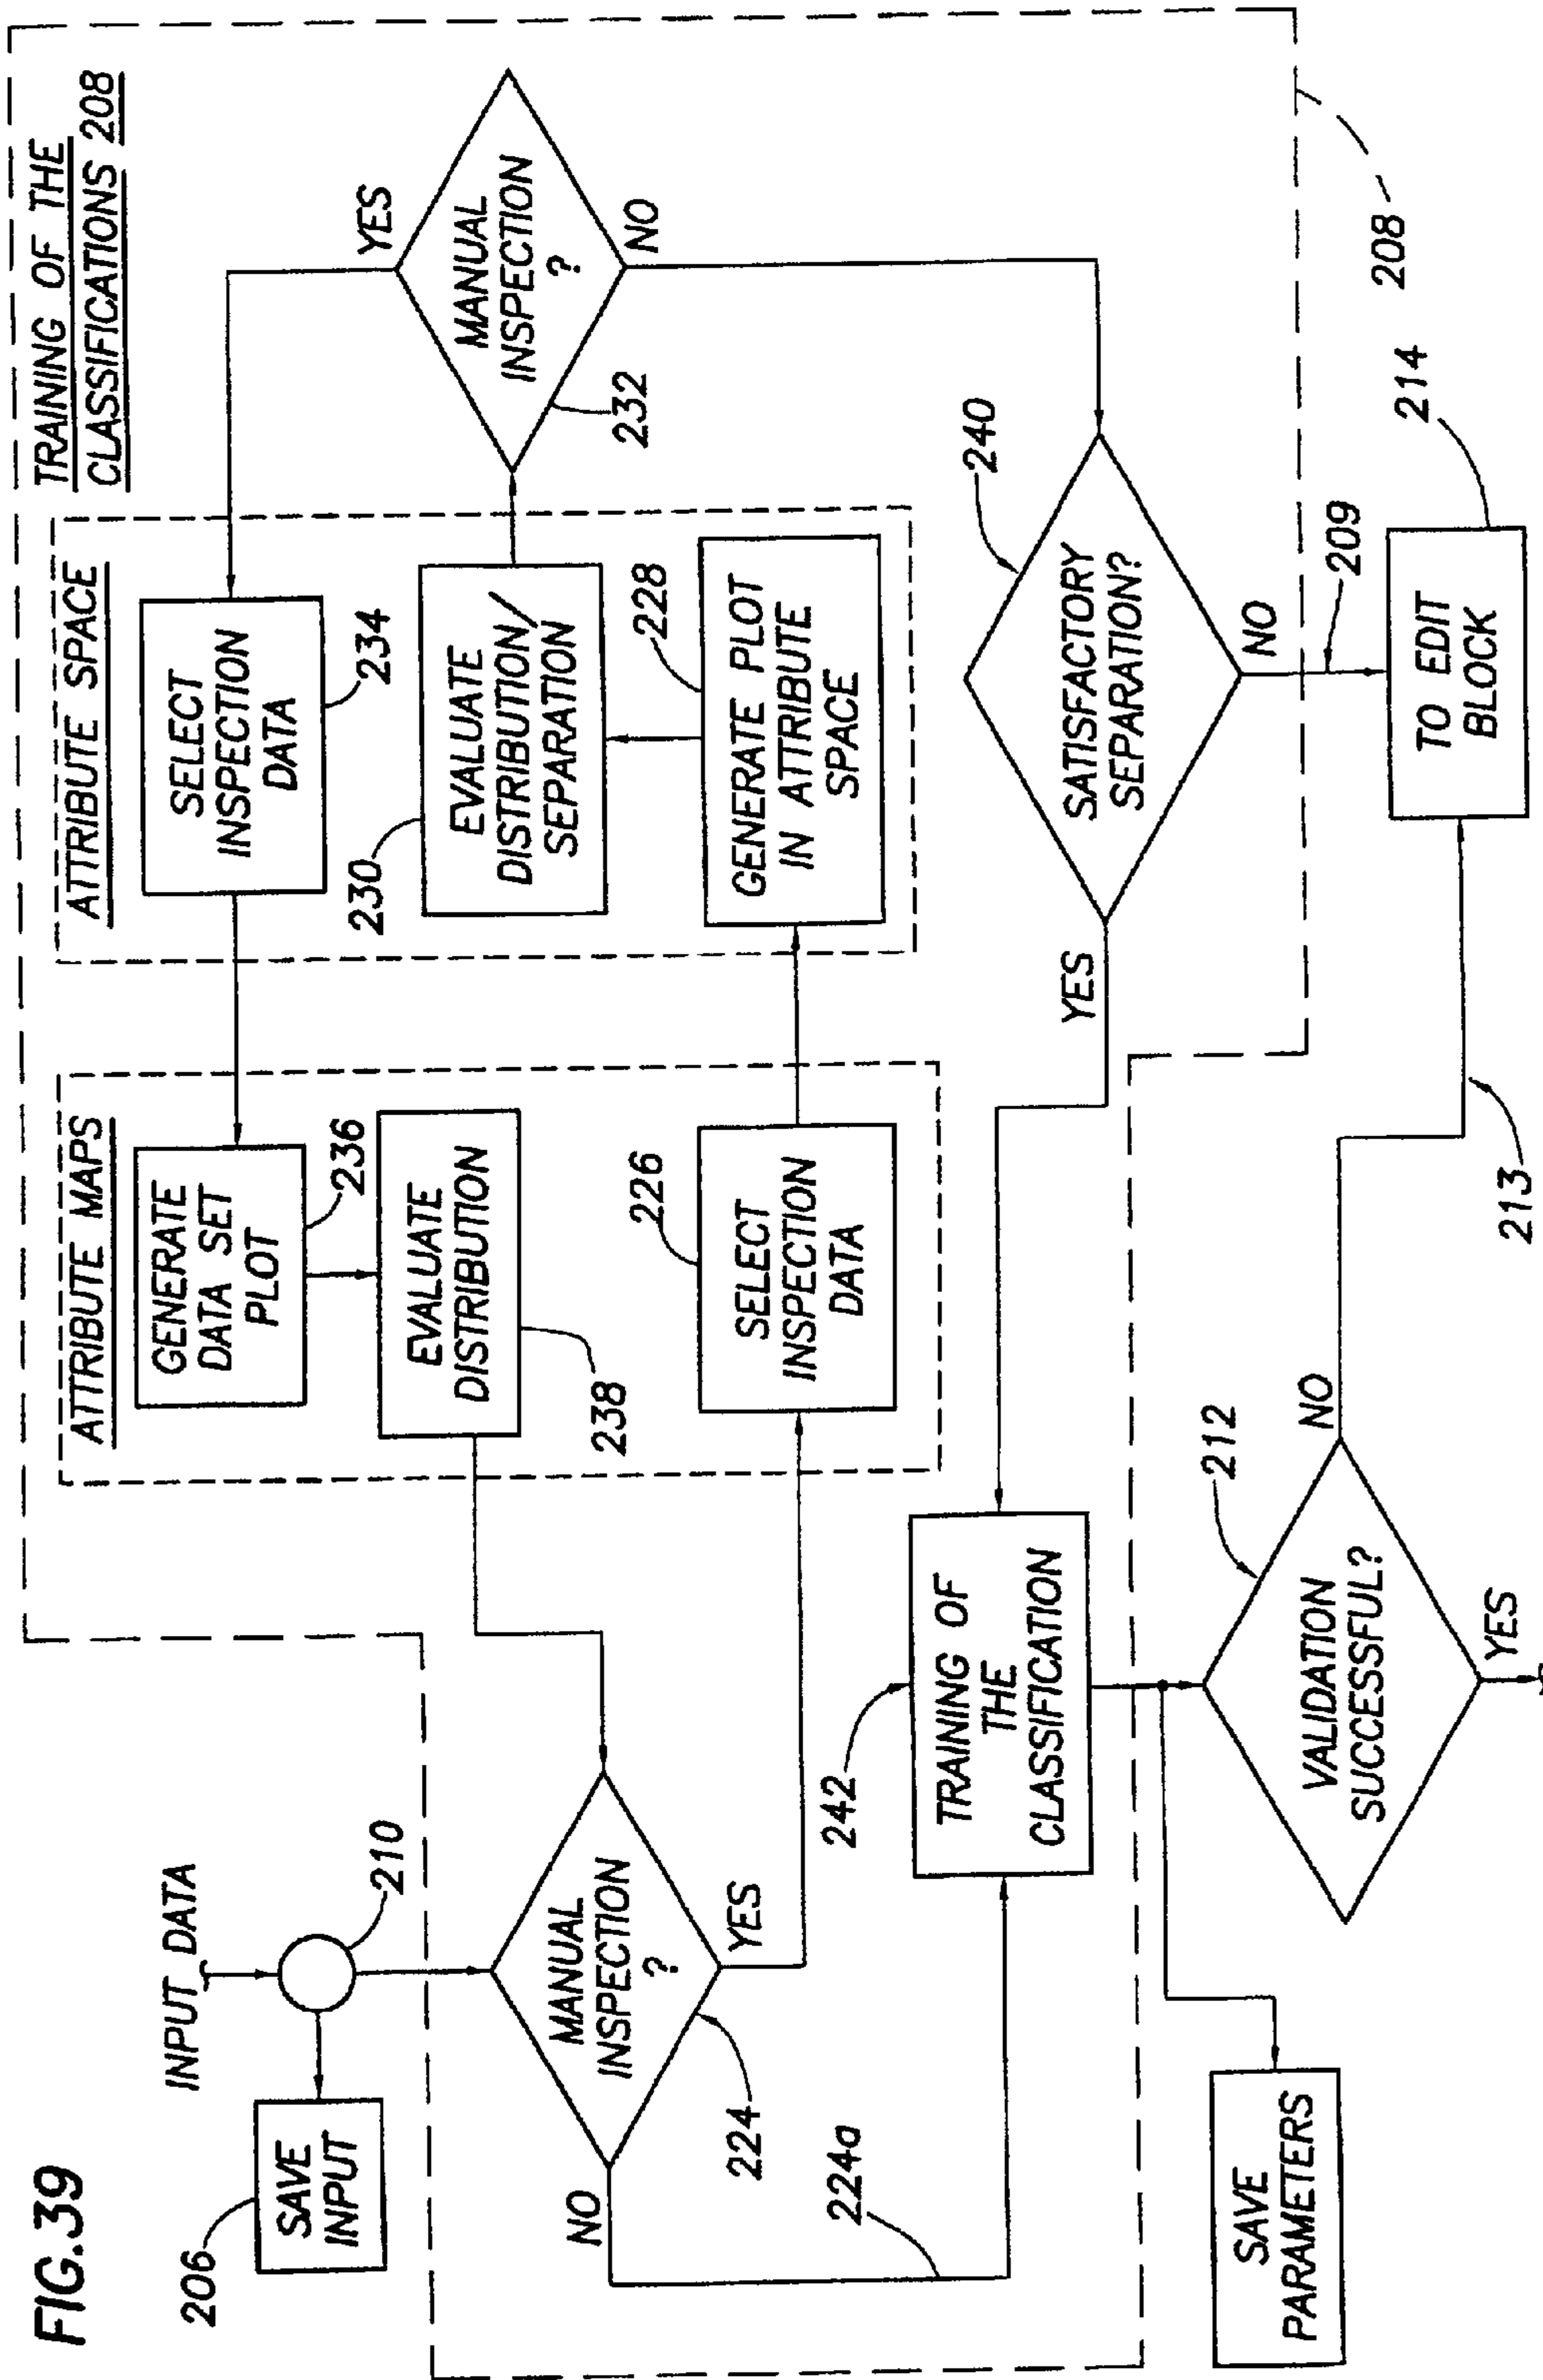 FIG.39
INPUT DATA
206
SAVE
INPUT
210
TRAINING OF THE
CLASSIFICATIONS 208
ATTRIBUTE MAPS
GENERATE
DATA SET
PLOT
236
EVALUATE
DISTRIBUTION
238
SELECT
INSPECTION
DATA
226
ATTRIBUTE SPACE
SELECT
INSPECTION
DATA
234
230
EVALUATE
DISTRIBUTION/
SEPARATION
228
GENERATE PLOT
IN ATTRIBUTE
SPACE
YES
MANUAL
INSPECTION
?
232
NO
MANUAL
INSPECTION
?
224
NO
YES
224a
242
TRAINING OF
THE
CLASSIFICATION
240
SATISFACTORY
SEPARATION?
YES
NO
208
209
TO EDIT
BLOCK
214
213
212
VALIDATION
SUCCESSFUL?
NO
YES
SAVE
PARAMETERS